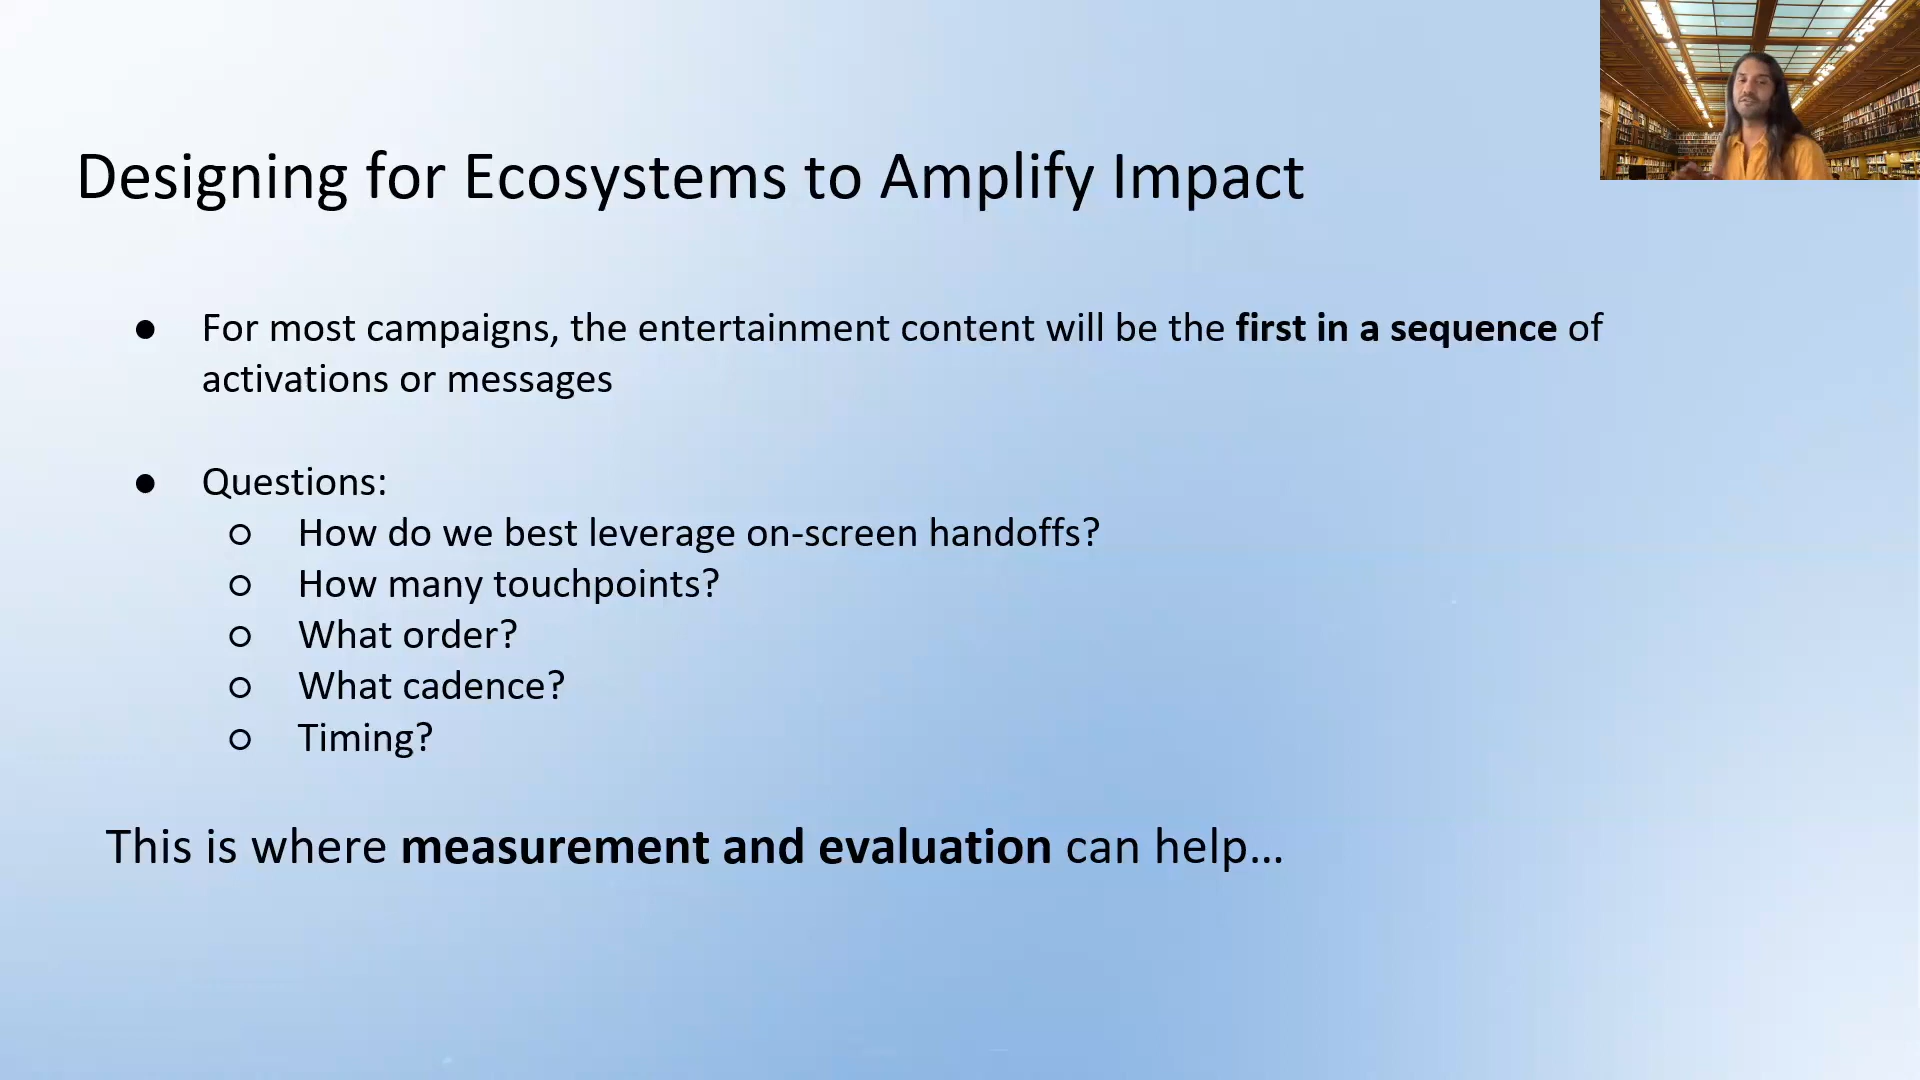 Designing for Ecosystems to Amplify Impact
● For most campaigns, the entertainment content will be the first in a sequence of
activations or messages
● Questions:
○ How do we best leverage on-screen handoffs?
○ How many touchpoints?
○ What order?
○ What cadence?
○ Timing?
This is where measurement and evaluation can help…